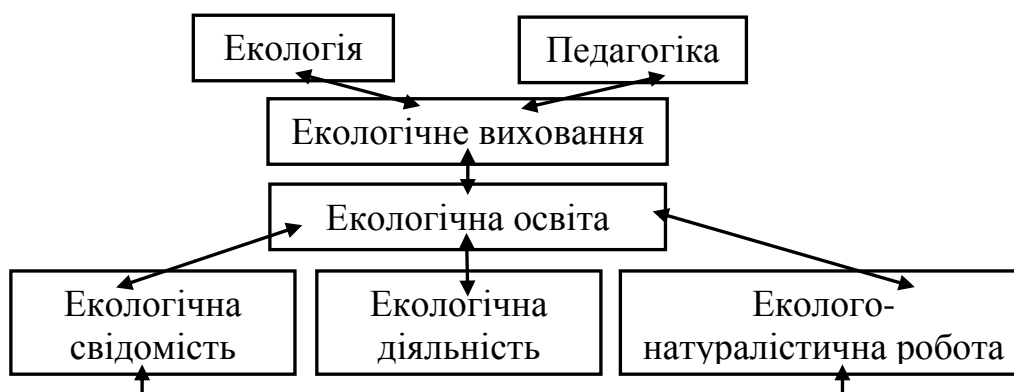 Екологія
Педагогіка
Екологічне виховання
Екологічна освіта
Екологічна
свідомість
Екологічна
діяльність
Еколого-
натуралістична робота